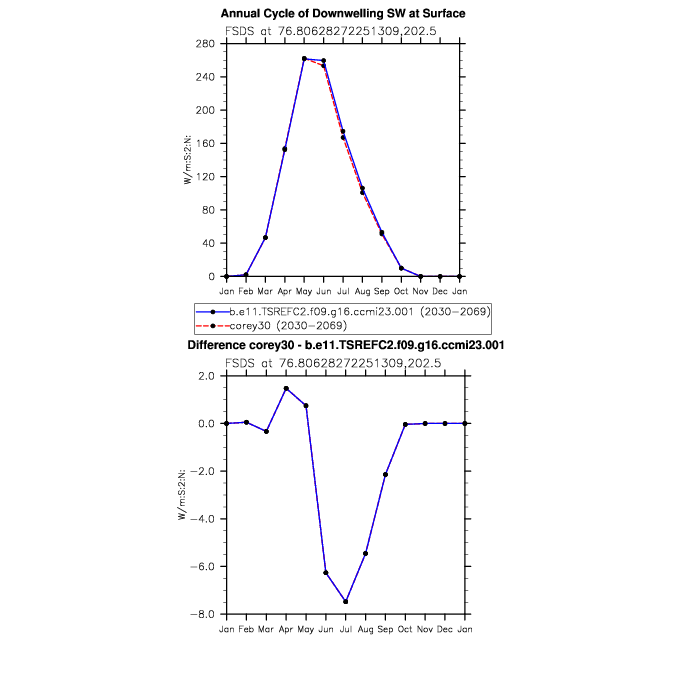 Annual Cycle of Downwelling SW at Surface
FSDS at 76.80628272251309,202.5
280
240
200
160
120
80
40
0
W/m:S:2:N:
Jan Feb Mar Apr May Jun Jul Aug Sep Oct Nov Dec Jan
b.e11.TSREFC2.f09.g16.ccmi23.001 (2030-2069)
corey30 (2030-2069)
Difference corey30 - b.e11.TSREFC2.f09.g16.ccmi23.001
FSDS at 76.80628272251309,202.5
2.0
0.0
-2.0
-4.0
-6.0
-8.0
W/m:S:2:N:
Jan Feb Mar Apr May Jun Jul Aug Sep Oct Nov Dec Jan